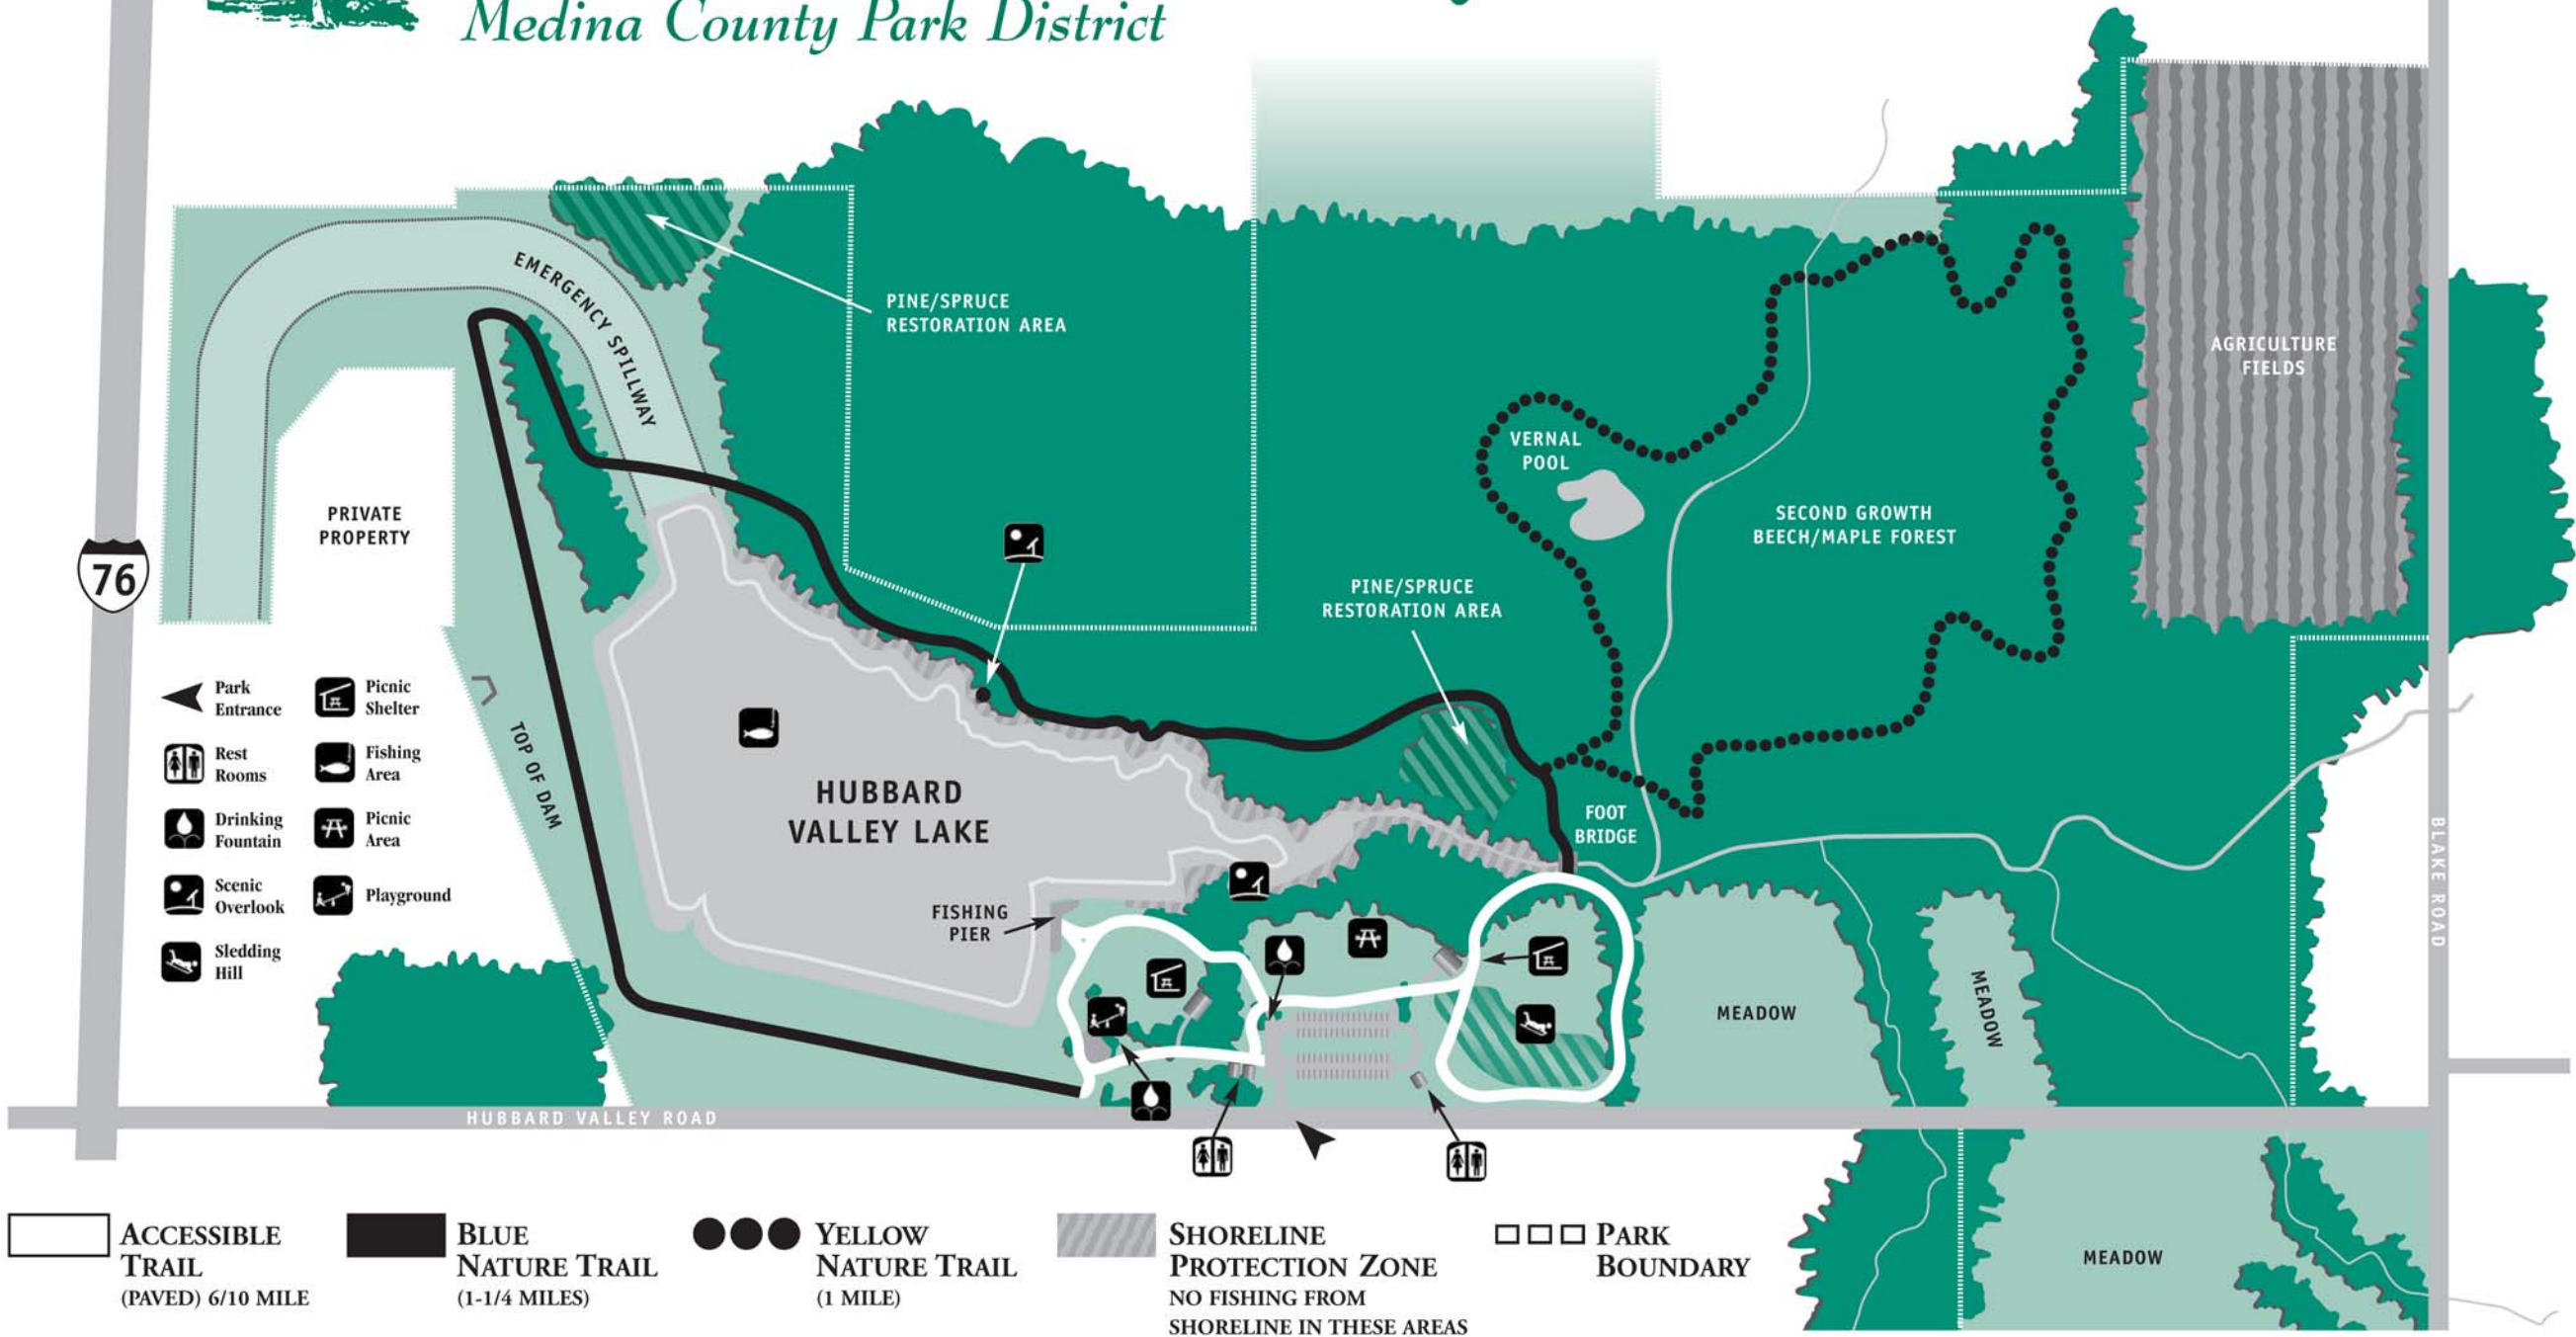 Medina County Park District
EMERGENCY SPILLWAY
PINE/SPRUCE
RESTORATION AREA
AGRICULTURE
FIELDS
VERNAL
POOL
PRIVATE
PROPERTY
SECOND GROWTH
BEECH/MAPLE FOREST
76
PINE/SPRUCE
RESTORATION AREA
Park
Entrance
Picnic
Shelter
Rest
Rooms
Fishing
Area
Drinking
Fountain
Picnic
Area
Scenic
Overlook
Playground
Sledding
Hill
TOP OF DAM
HUBBARD
VALLEY LAKE
FOOT
BRIDGE
BLAKE ROAD
FISHING
PIER
MEADOW
MEADOW
HUBBARD VALLEY ROAD
MEADOW
ACCESSIBLE
TRAIL
(PAVED) 6/10 MILE
BLUE
NATURE TRAIL
(1-1/4 MILES)
YELLOW
NATURE TRAIL
(1 MILE)
SHORELINE
PROTECTION ZONE
NO FISHING FROM
SHORELINE IN THESE AREAS
PARK
BOUNDARY